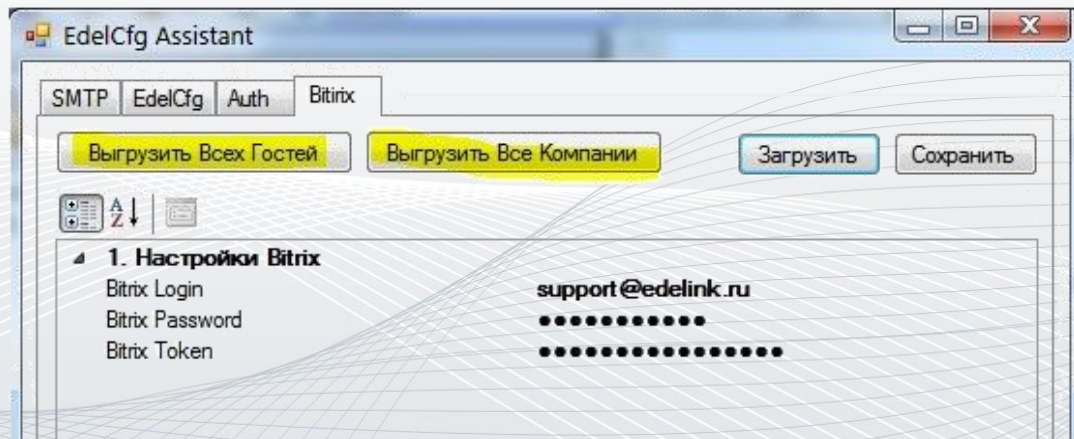 EdelCfg Assistant
SMTP EdelCfg Auth Bitirix
Выгрузить Всех Гостей Выгрузить Все Компании Загрузить Сохранить
A
Z
1. Настройки Bitrix
Bitrix Login support@edelink.ru
Bitrix Password ●●●●●●●●●●●
Bitrix Token ●●●●●●●●●●●●●●●●